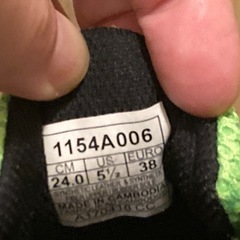 1154A006
CM US EURO
24.0 5½ 38
MADE IN CAMBODIA